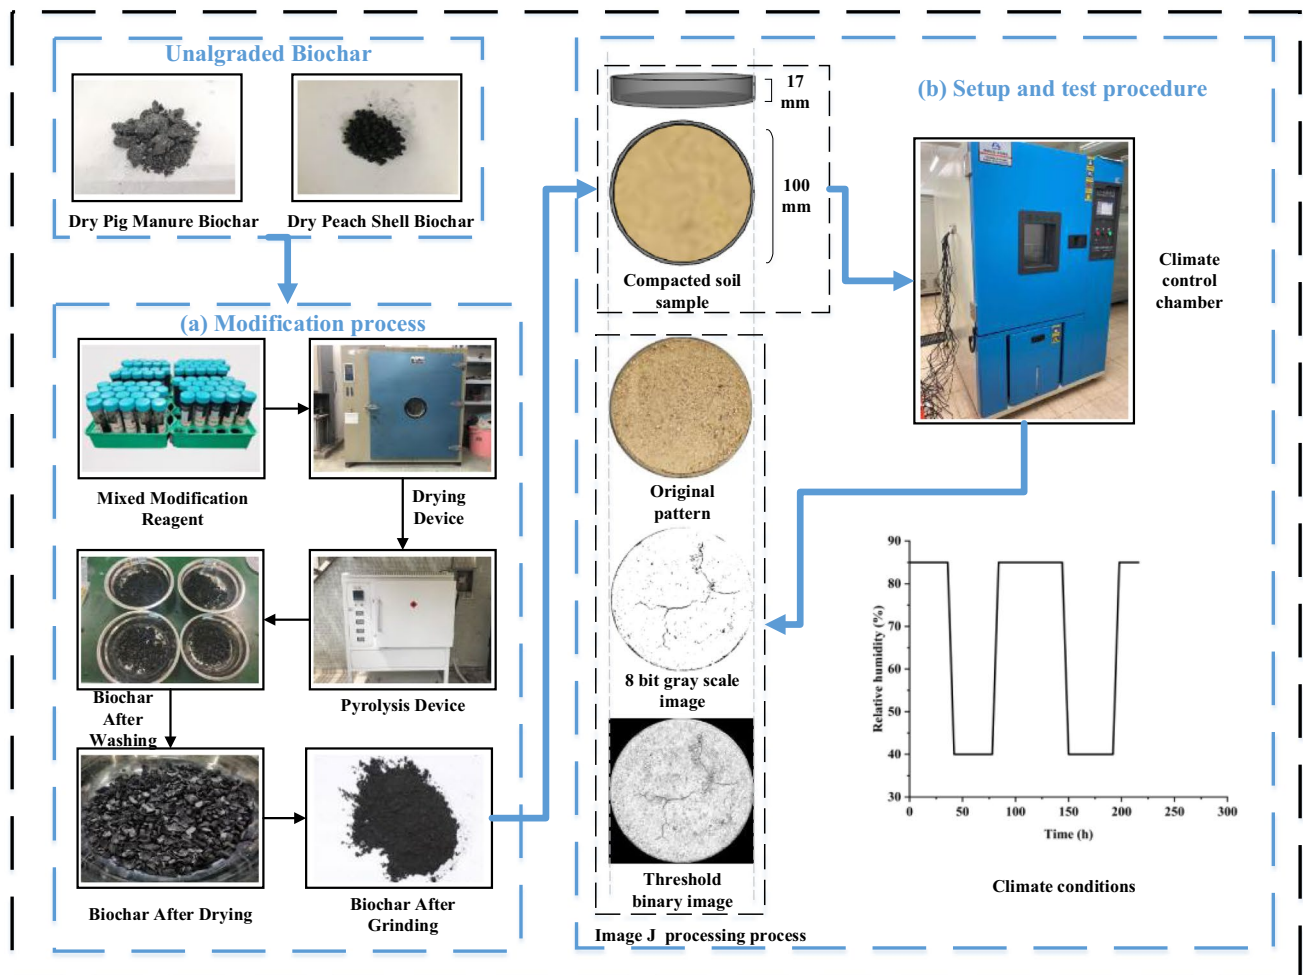 Unalgraded Biochar
Dry Pig Manure Biochar
Dry Peach Shell Biochar
(a) Modification process
Mixed Modification
Reagent
Drying
Device
Biochar
After
Washing
Pyrolysis Device
Biochar After Drying
Biochar After
Grinding
17
mm
100
mm
Compacted soil
sample
(b) Setup and test procedure
Climate
control
chamber
Original
pattern
8 bit gray scale
image
Threshold
binary image
Image J processing process
90
80
70
60
50
40
30
Relative humidity (%)
0
50
100
150
200
250
300
Time (h)
Climate conditions